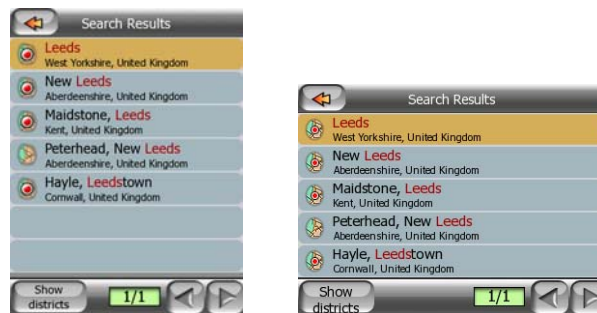 Search Results
Leeds
West Yorkshire, United Kingdom
New Leeds
Aberdeenshire, United Kingdom
Maidstone, Leeds
Kent, United Kingdom
Peterhead, New Leeds
Aberdeenshire, United Kingdom
Hayle, Leedstown
Cornwall, United Kingdom
Show
districts
1/1
Search Results
Leeds
West Yorkshire, United Kingdom
New Leeds
Aberdeenshire, United Kingdom
Maidstone, Leeds
Kent, United Kingdom
Peterhead, New Leeds
Aberdeenshire, United Kingdom
Hayle, Leedstown
Cornwall, United Kingdom
Show
districts
1/1